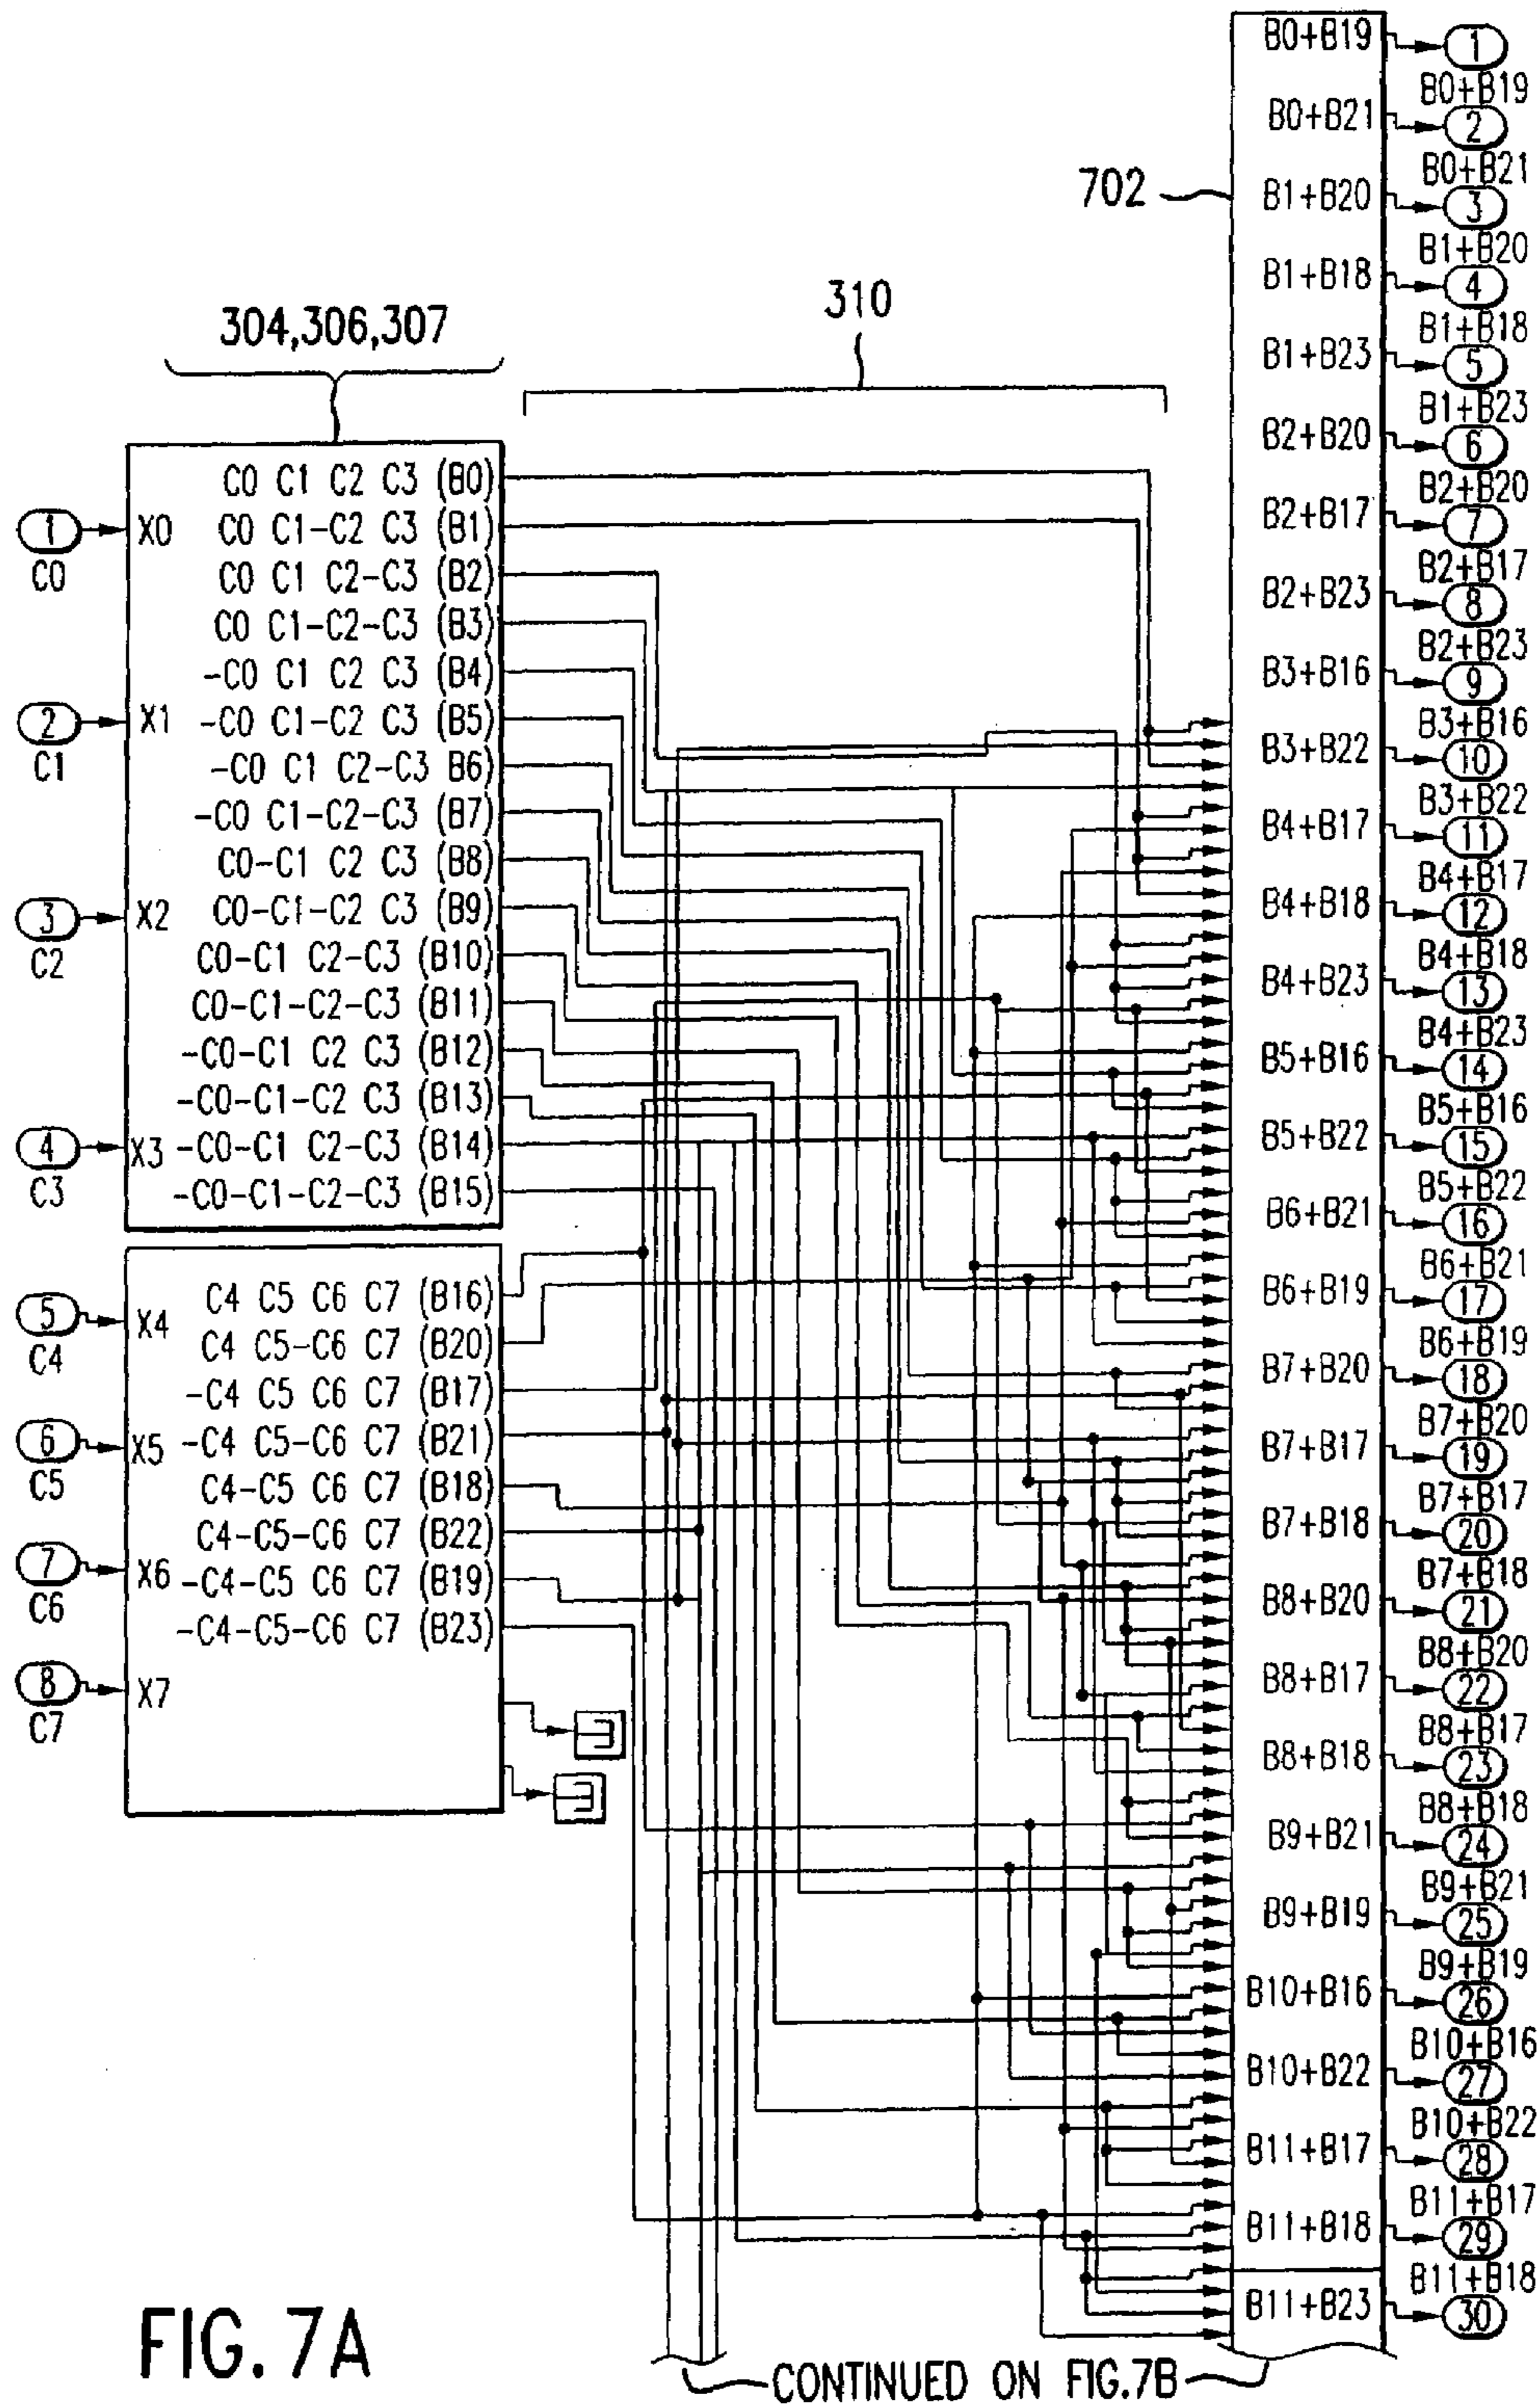 304,306,307
310
702
1
C0
2
C1
3
C2
4
C3
5
C4
6
C5
7
C6
8
C7
X0
X1
X2
X3
C0 C1 C2 C3 (B0)
C0 C1-C2 C3 (B1)
C0 C1 C2-C3 (B2)
C0 C1-C2-C3 (B3)
-C0 C1 C2 C3 (B4)
-C0 C1-C2 C3 (B5)
-C0 C1 C2-C3 B6)
-C0 C1-C2-C3 (B7)
C0-C1 C2 C3 (B8)
C0-C1-C2 C3 (B9)
C0-C1 C2-C3 (B10)
C0-C1-C2-C3 (B11)
-C0-C1 C2 C3 (B12)
-C0-C1-C2 C3 (B13)
-C0-C1 C2-C3 (B14)
-C0-C1-C2-C3 (B15)
X4
X5
X6
X7
C4 C5 C6 C7 (B16)
C4 C5-C6 C7 (B20)
-C4 C5 C6 C7 (B17)
-C4 C5-C6 C7 (B21)
C4-C5 C6 C7 (B18)
C4-C5-C6 C7 (B22)
-C4-C5 C6 C7 (B19)
-C4-C5-C6 C7 (B23)
B0+B19
B0+B21
B1+B20
B1+B18
B1+B23
B2+B20
B2+B17
B2+B23
B3+B16
B3+B22
B4+B17
B4+B18
B4+B23
B5+B16
B5+B22
B6+B21
B6+B19
B7+B20
B7+B17
B7+B18
B8+B20
B8+B17
B8+B18
B9+B21
B9+B19
B10+B16
B10+B22
B11+B17
B11+B18
B11+B23
1
B0+B19
2
B0+B21
3
B1+B20
4
B1+B18
5
B1+B23
6
B2+B20
7
B2+B17
8
B2+B23
9
B3+B16
10
B3+B22
11
B4+B17
12
B4+B18
13
B4+B23
14
B5+B16
15
B5+B22
16
B6+B21
17
B6+B19
18
B7+B20
19
B7+B17
20
B7+B18
21
B8+B20
22
B8+B17
23
B8+B18
24
B9+B21
25
B9+B19
26
B10+B16
27
B10+B22
28
B11+B17
29
B11+B18
30
FIG. 7A
CONTINUED ON FIG.7B